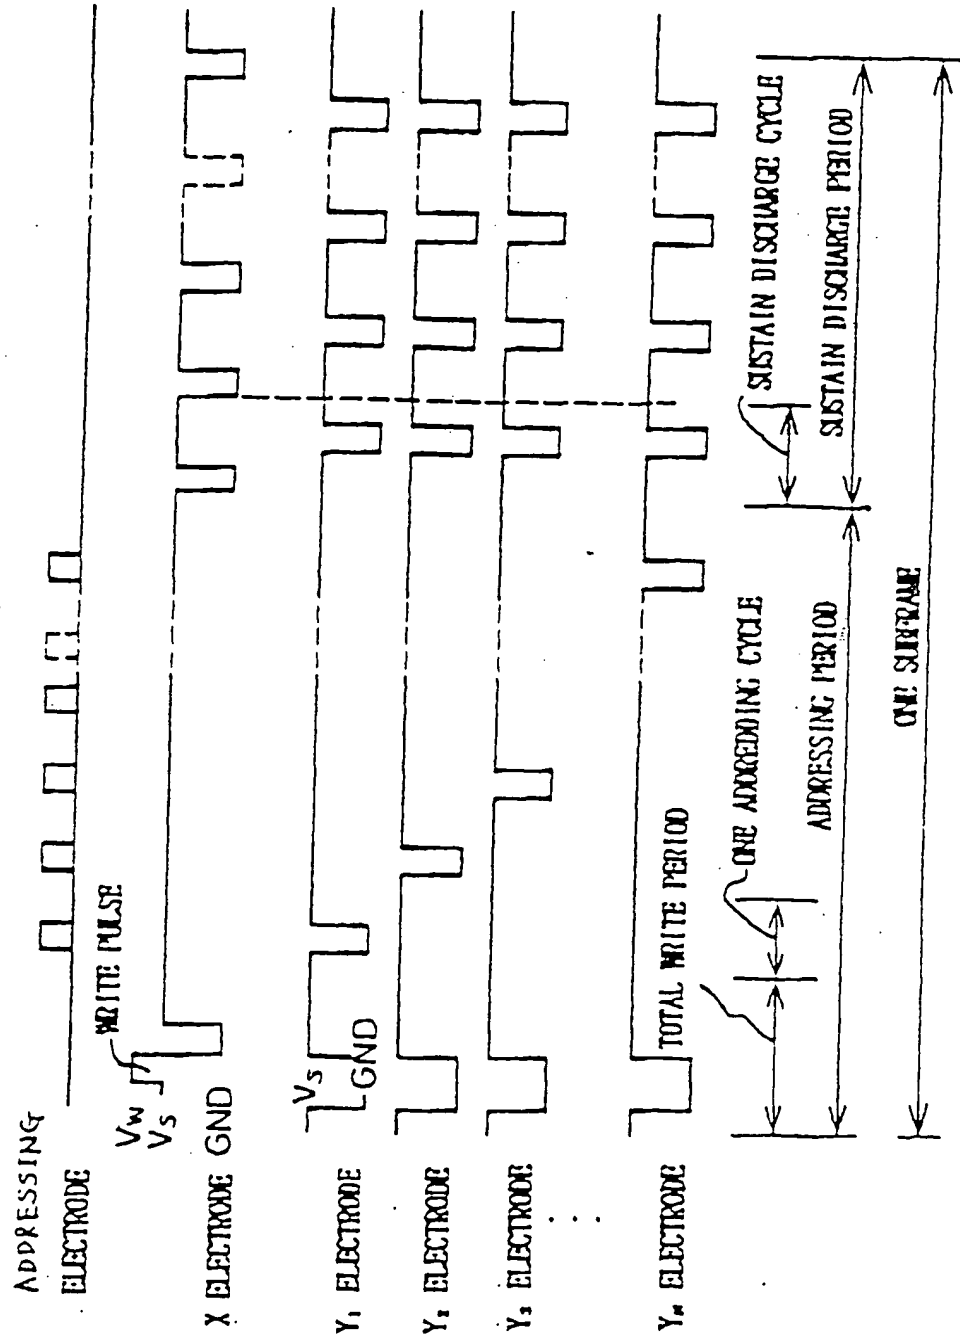 ADDRESSING
ELECTRODE
WRITE PULSE
Vw
Vs
X ELECTRODE GND
Vs
GND
Y₁ ELECTRODE
Y₂ ELECTRODE
Y₃ ELECTRODE
Yₙ ELECTRODE
TOTAL WRITE PERIOD
ONE ADDREDDING CYCLE
SUSTAIN DISCHARGE CYCLE
ADDRESSING PERIOD
SUSTAIN DISCHARGE PERIOD
ONE SUBFRAME